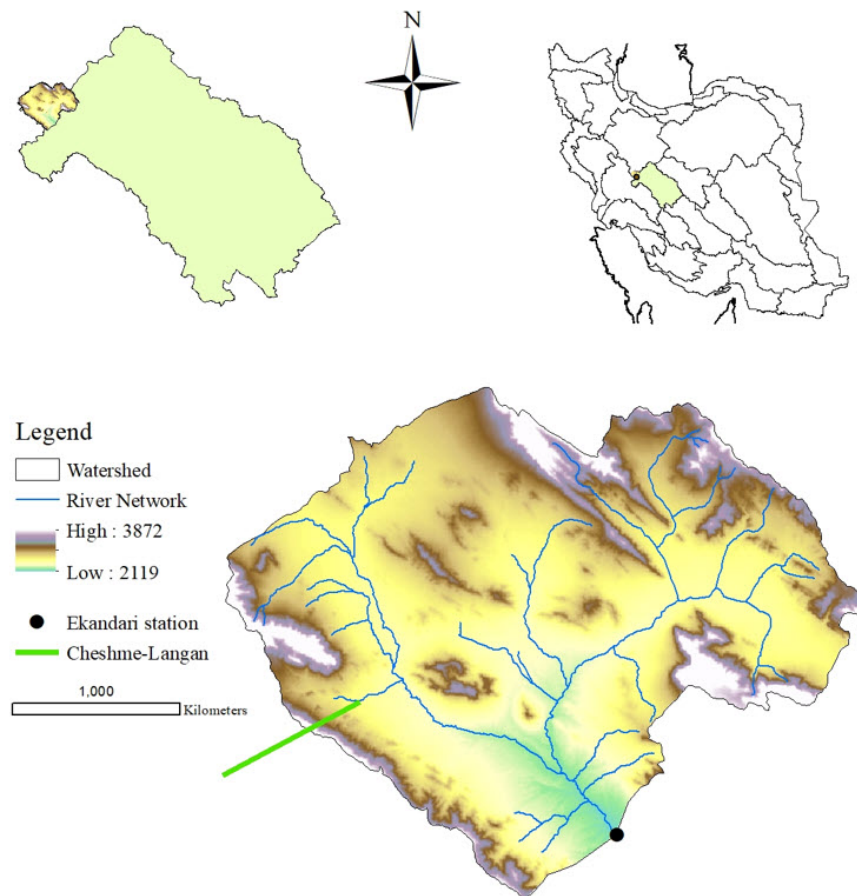 N
Legend
Watershed
River Network
High : 3872
Low : 2119
Ekandari station
Cheshme-Langan
1,000
Kilometers